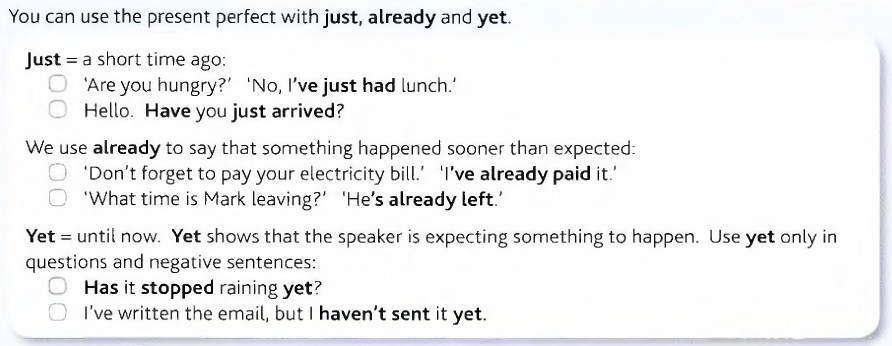 You can use the present perfect with just, already and yet.
Just = a short time ago:
'Are you hungry?' 'No, I've just had lunch.'
Hello. Have you just arrived?
We use already to say that something happened sooner than expected:
'Don't forget to pay your electricity bill.' 'I've already paid it.'
'What time is Mark leaving?' 'He's already left.'
Yet = until now. Yet shows that the speaker is expecting something to happen. Use yet only in
questions and negative sentences:
Has it stopped raining yet?
I've written the email, but I haven't sent it yet.